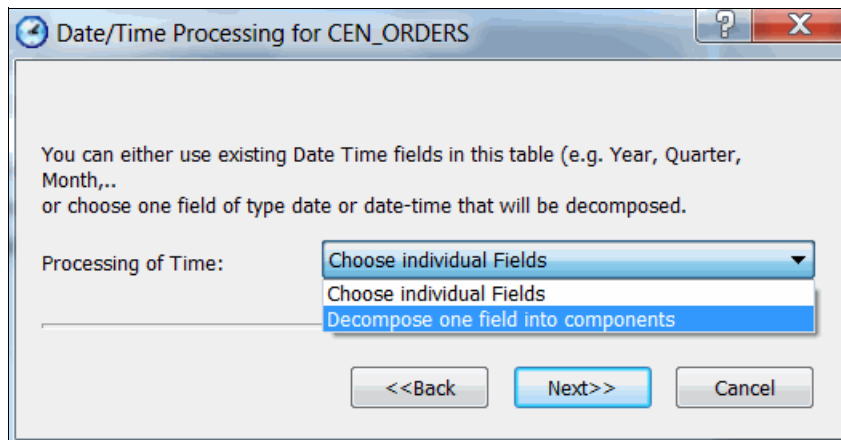 Date/Time Processing for CEN_ORDERS
You can either use existing Date Time fields in this table (e.g. Year, Quarter,
Month,..
or choose one field of type date or date-time that will be decomposed.
Processing of Time:
Choose individual Fields
Choose individual Fields
Decompose one field into components
<<Back
Next>>
Cancel